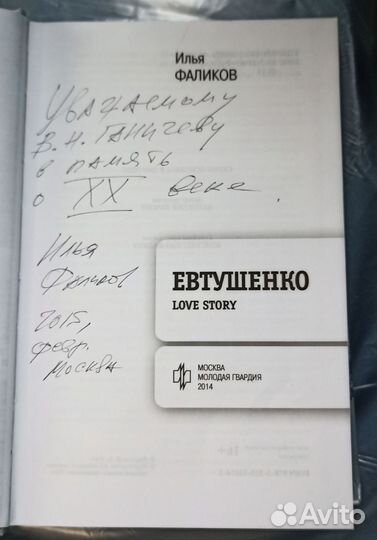 Илья
ФАЛИКОВ
Уважаемому
В. Н. Ганичеву
в память
о XX веке.
Илья
Фаликов
2015,
февр.
Москва
ЕВТУШЕНКО
LOVE STORY
МОСКВА
МОЛОДАЯ ГВАРДИЯ
2014
16+
Avito